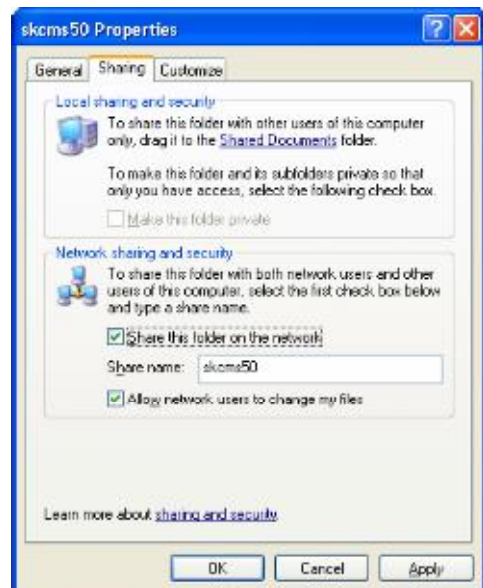 skcms50 Properties
General Sharing Customize
Local sharing and security
To share this folder with other users of this computer
only, drag it to the Shared Documents folder.
To make this folder and its subfolders private so that
only you have access, select the following check box.
Make this folder private
Network sharing and security
To share this folder with both network users and other
users of this computer, select the first check box below
and type a share name.
Share this folder on the network
Share name: skcms50
Allow network users to change my files
Learn more about sharing and security.
OK Cancel Apply